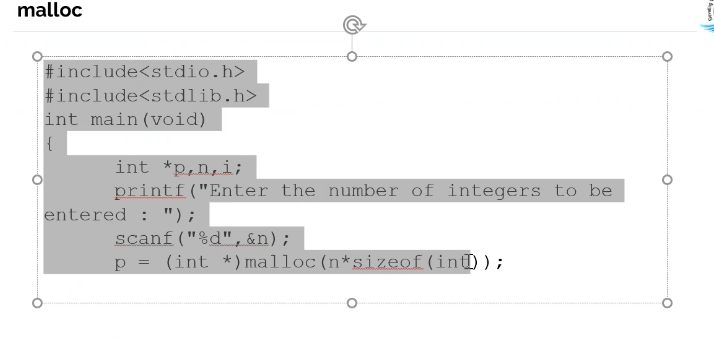 malloc
#include<stdio.h>
#include<stdlib.h>
int main(void)
{
int *p,n,i;
printf("Enter the number of integers to be
entered : ");
scanf("%d",&n);
p = (int *)malloc(n*sizeof(int));